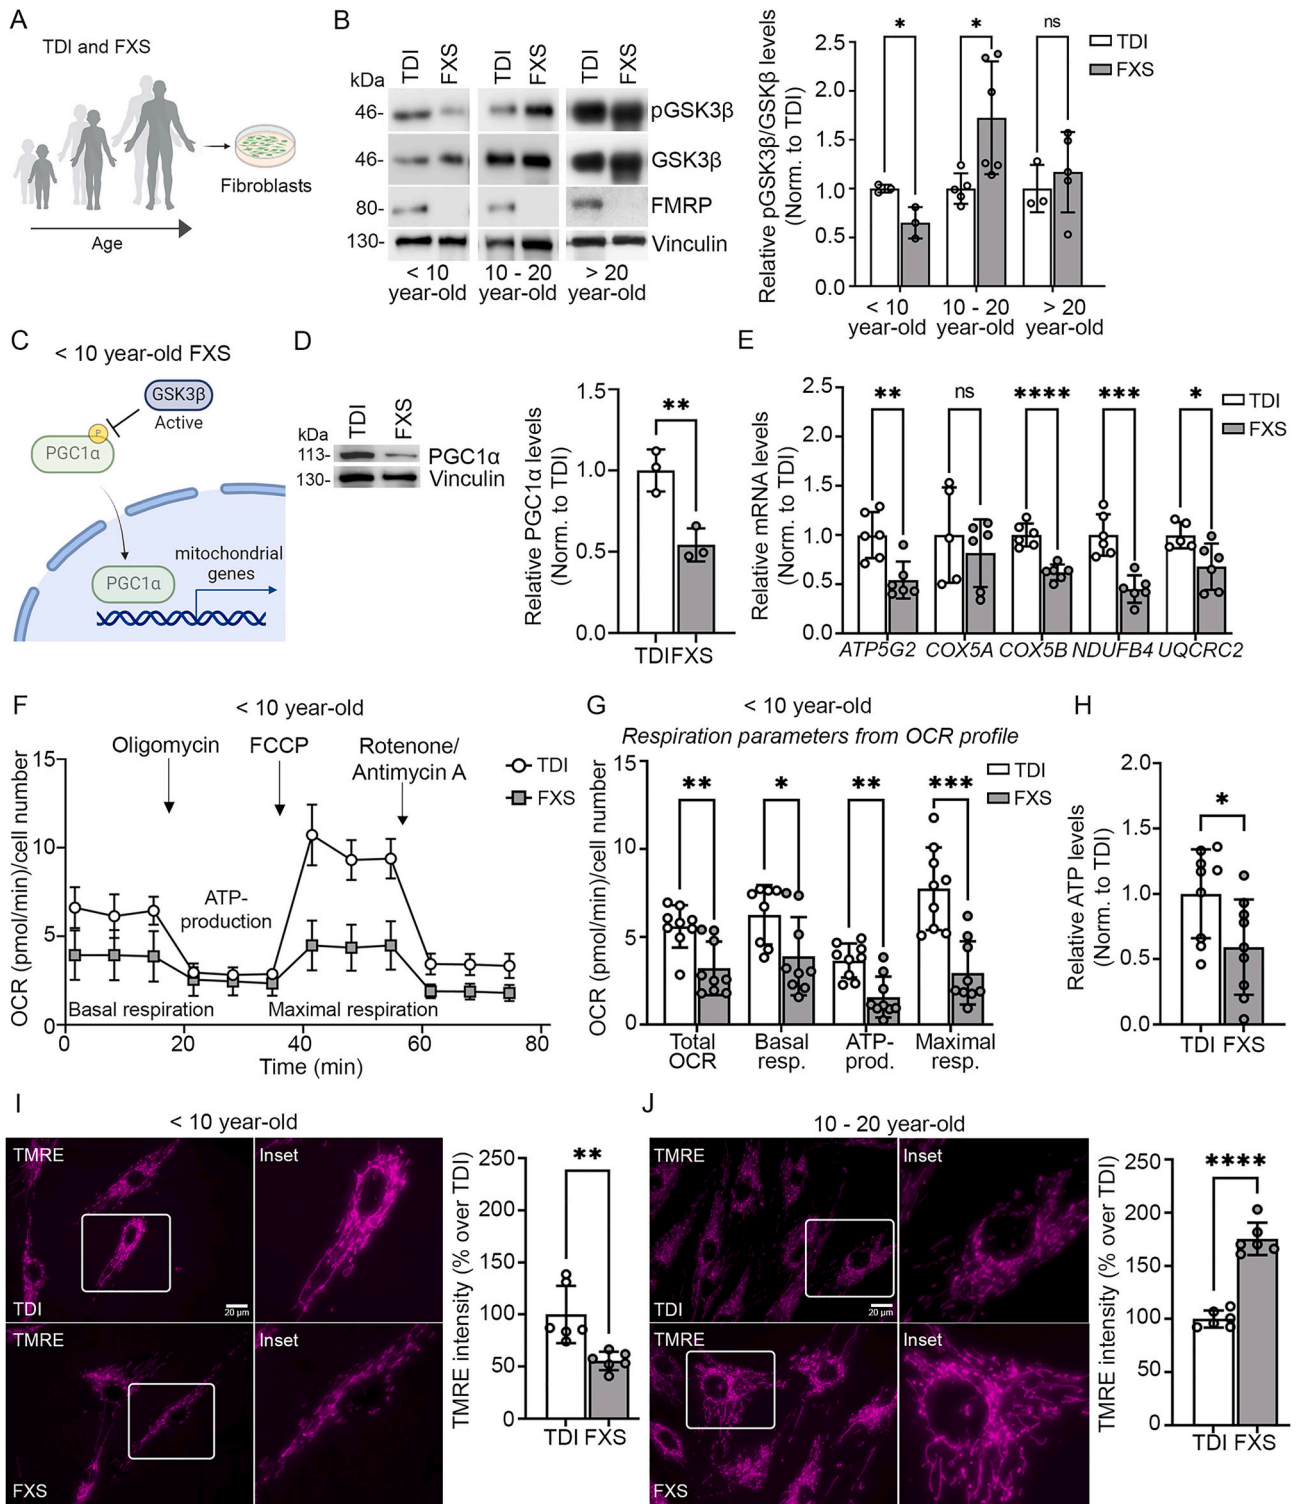 A
TDI and FXS
Fibroblasts
Age
B
kDa
TDI
FXS
TDI
FXS
TDI
FXS
46-
pGSK3β
46-
GSK3β
80-
FMRP
130-
Vinculin
< 10
year-old
10 - 20
year-old
> 20
year-old
Relative pGSK3β/GSKβ levels
(Norm. to TDI)
2.5
2.0
1.5
1.0
0.5
0.0
*
*
ns
TDI
FXS
< 10
year-old
10 - 20
year-old
> 20
year-old
C
< 10 year-old FXS
GSK3β
Active
P
PGC1α
PGC1α
mitochondrial
genes
D
kDa
TDI
FXS
113-
PGC1α
130-
Vinculin
Relative PGC1α levels
(Norm. to TDI)
1.5
1.0
0.5
0.0
**
TDI FXS
E
Relative mRNA levels
(Norm. to TDI)
2.5
2.0
1.5
1.0
0.5
0.0
**
ns
****
***
*
TDI
FXS
ATP5G2 COX5A COX5B NDUFB4 UQCRC2
F
< 10 year-old
OCR (pmol/min)/cell number
15
10
5
0
Oligomycin
FCCP
Rotenone/
Antimycin A
TDI
FXS
ATP-
production
Basal respiration
Maximal respiration
0 20 40 60 80
Time (min)
G
< 10 year-old
Respiration parameters from OCR profile
OCR (pmol/min)/cell number
15
10
5
0
**
*
**
***
TDI
FXS
Total
OCR
Basal
resp.
ATP-
prod.
Maximal
resp.
H
Relative ATP levels
(Norm. to TDI)
2.0
1.5
1.0
0.5
0.0
*
TDI FXS
I
< 10 year-old
TMRE
Inset
TDI
20 μm
TMRE
Inset
FXS
TMRE intensity (% over TDI)
250
200
150
100
50
0
**
TDI FXS
J
10 - 20 year-old
TMRE
Inset
TDI
20 μm
TMRE
Inset
FXS
TMRE intensity (% over TDI)
250
200
150
100
50
0
****
TDI FXS